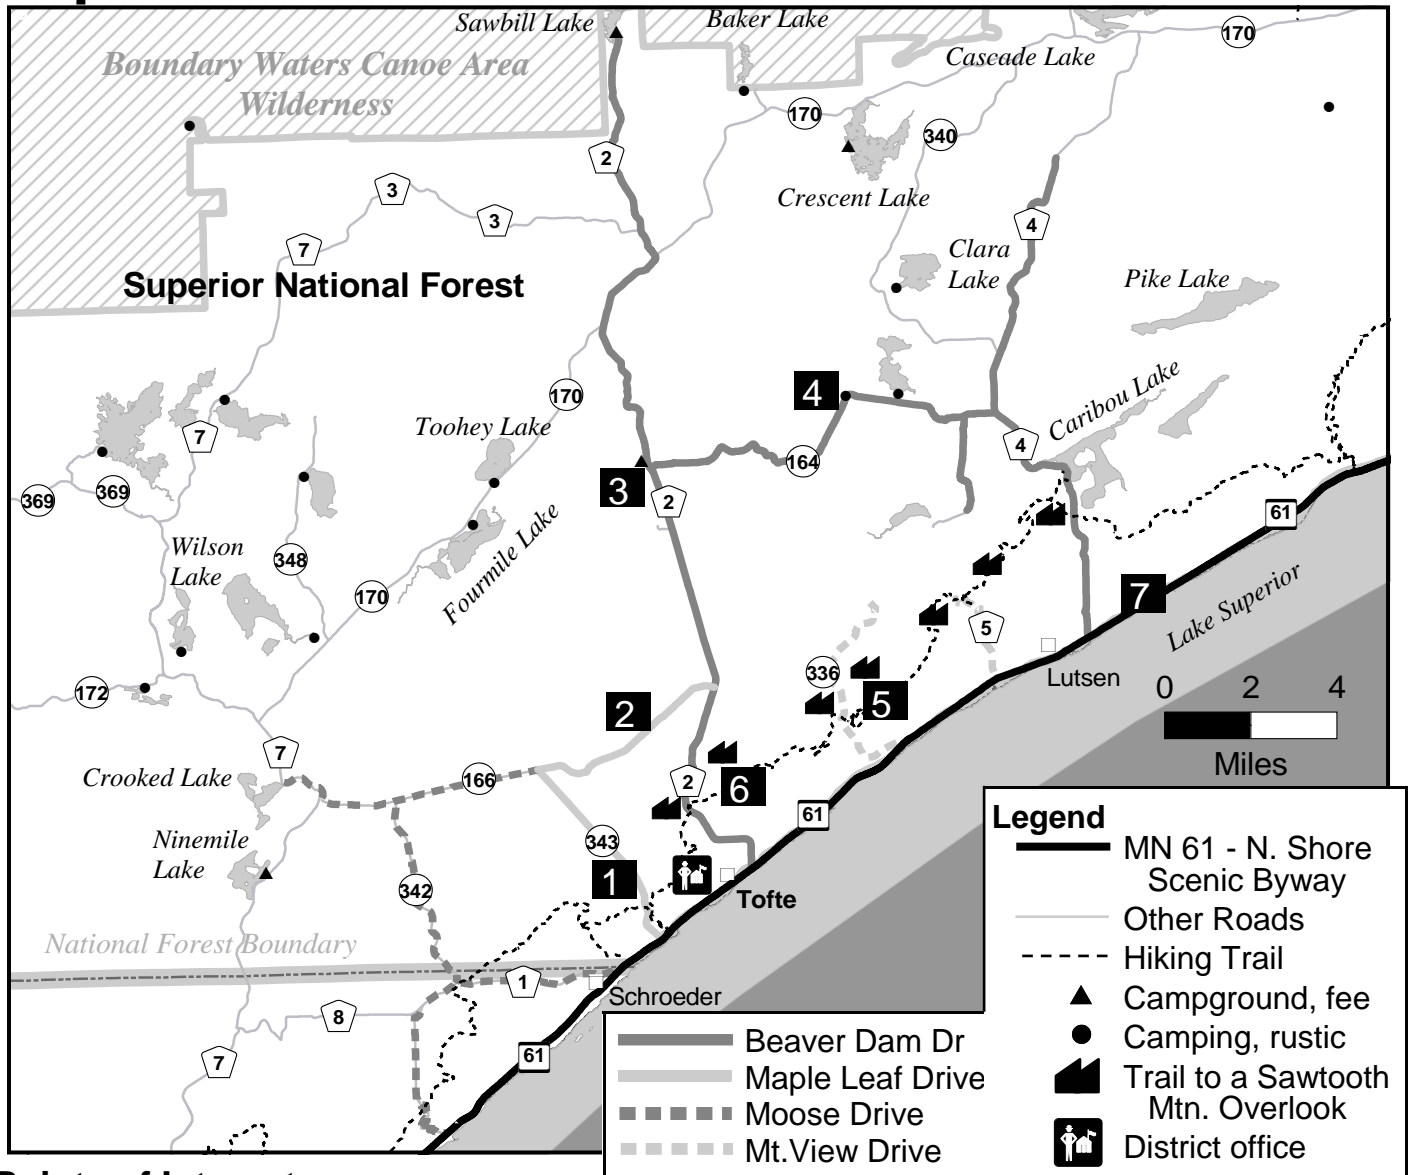 Sawbill Lake
Baker Lake
170
Cascade Lake
Boundary Waters Canoe Area
Wilderness
170
340
2
3
Crescent Lake
3
4
7
Clara
Lake
Superior National Forest
Pike Lake
170
4
Caribou Lake
Toohey Lake
7
4
164
369
369
3
2
61
Wilson
Lake
348
Fourmile Lake
170
7
Lake Superior
5
336
Lutsen
172
2
5
0 2 4
Miles
7
Crooked Lake
166
2
6
61
Ninemile
Lake
343
1
342
Tofte
National Forest Boundary
1
Schroeder
8
7
61
Legend
MN 61 - N. Shore
Scenic Byway
Other Roads
Hiking Trail
Campground, fee
Camping, rustic
Trail to a Sawtooth
Mtn. Overlook
District office
Beaver Dam Dr
Maple Leaf Drive
Moose Drive
Mt.View Drive